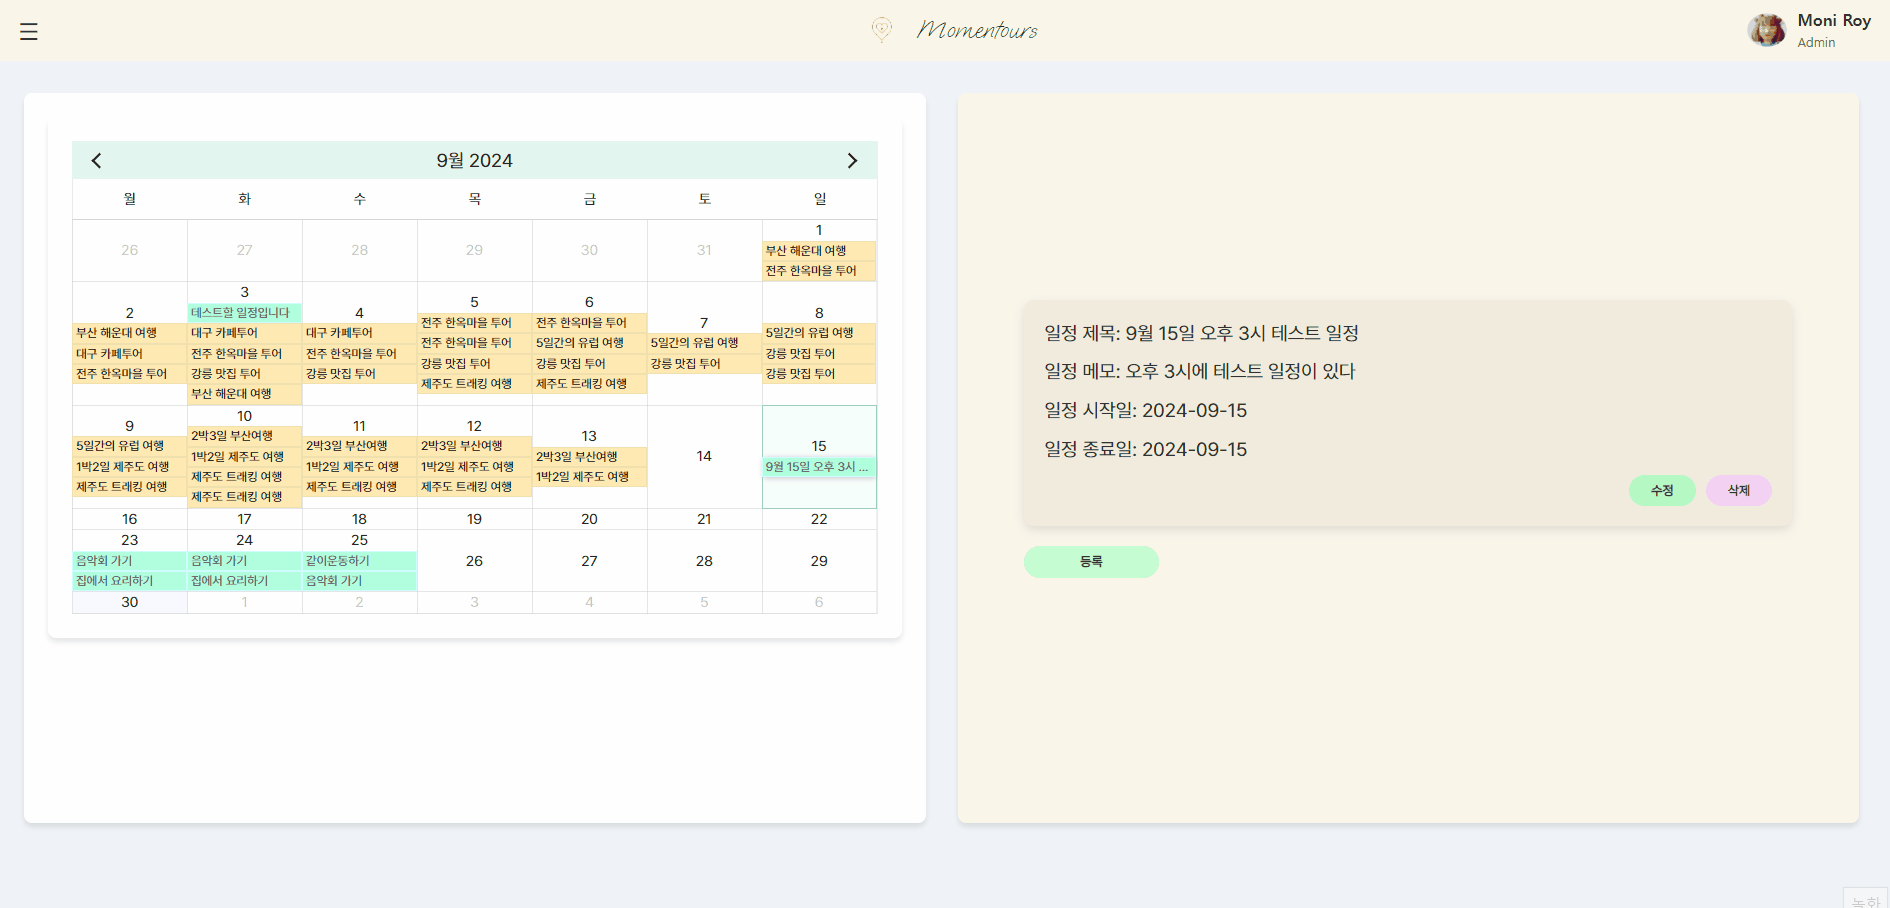 Momentours
Moni Roy
Admin
9월 2024
월 화 수 목 금 토 일
26 27 28 29 30 31 1
부산 해운대 여행
전주 한옥마을 투어
2
부산 해운대 여행
대구 카페투어
전주 한옥마을 투어
3
테스트할 일정입니다
대구 카페투어
전주 한옥마을 투어
강릉 맛집 투어
부산 해운대 여행
4
대구 카페투어
전주 한옥마을 투어
강릉 맛집 투어
5
전주 한옥마을 투어
전주 한옥마을 투어
강릉 맛집 투어
제주도 트래킹 여행
6
전주 한옥마을 투어
5일간의 유럽 여행
강릉 맛집 투어
제주도 트래킹 여행
7
5일간의 유럽 여행
강릉 맛집 투어
8
5일간의 유럽 여행
강릉 맛집 투어
강릉 맛집 투어
9
5일간의 유럽 여행
1박2일 제주도 여행
제주도 트래킹 여행
10
2박3일 부산여행
1박2일 제주도 여행
제주도 트래킹 여행
제주도 트래킹 여행
11
2박3일 부산여행
1박2일 제주도 여행
제주도 트래킹 여행
12
2박3일 부산여행
1박2일 제주도 여행
제주도 트래킹 여행
13
2박3일 부산여행
1박2일 제주도 여행
14
15
9월 15일 오후 3시 ...
16 17 18 19 20 21 22
23
음악회 가기
집에서 요리하기
24
음악회 가기
집에서 요리하기
25
같이운동하기
음악회 가기
26 27 28 29
30 1 2 3 4 5 6
일정 제목: 9월 15일 오후 3시 테스트 일정
일정 메모: 오후 3시에 테스트 일정이 있다
일정 시작일: 2024-09-15
일정 종료일: 2024-09-15
수정 삭제
등록
녹화